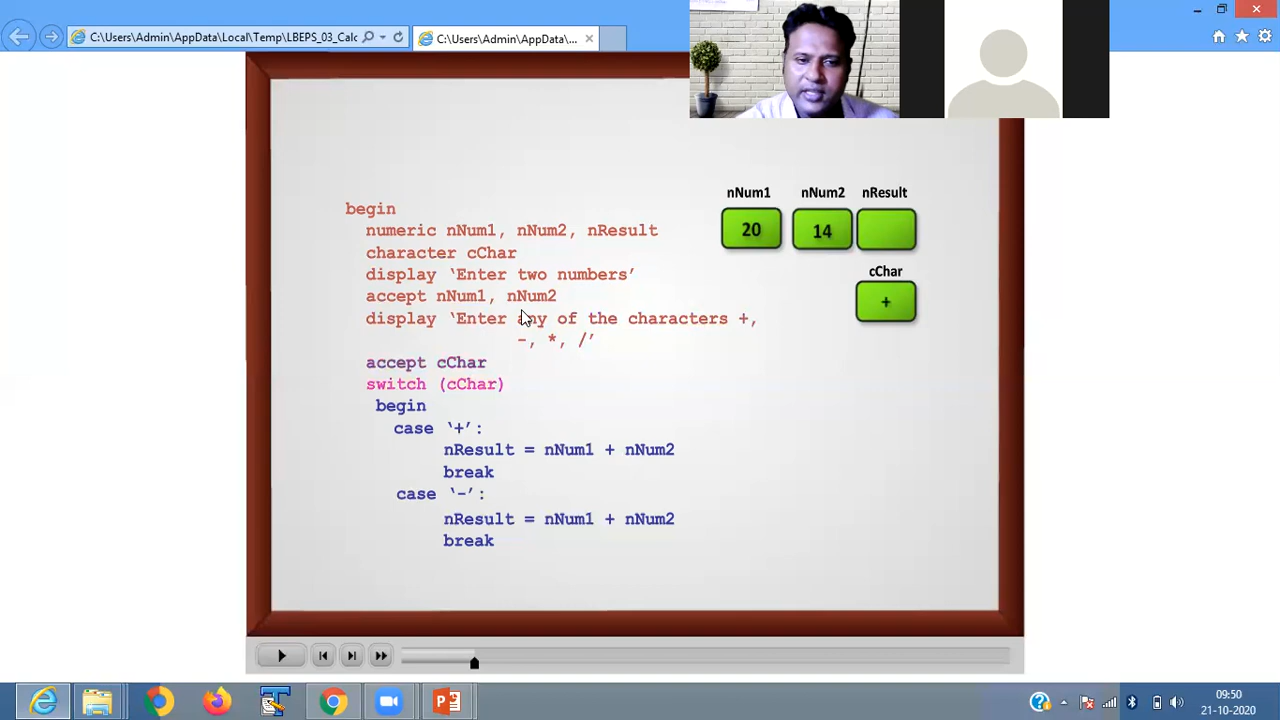 C:\Users\Admin\AppData\Local\Temp\LBEPS_03_Calc
C:\Users\Admin\AppData\...
nNum1 nNum2 nResult
20 14
cChar
+
begin
numeric nNum1, nNum2, nResult
character cChar
display ‘Enter two numbers’
accept nNum1, nNum2
display ‘Enter any of the characters +,
-, *, /’
accept cChar
switch (cChar)
begin
case ‘+’:
nResult = nNum1 + nNum2
break
case ‘-’:
nResult = nNum1 + nNum2
break
09:50
21-10-2020